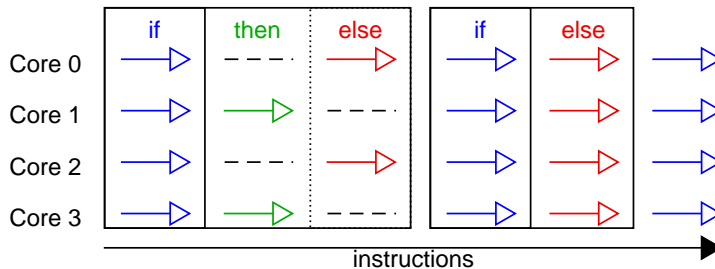 if then else if else
Core 0
Core 1
Core 2
Core 3
instructions